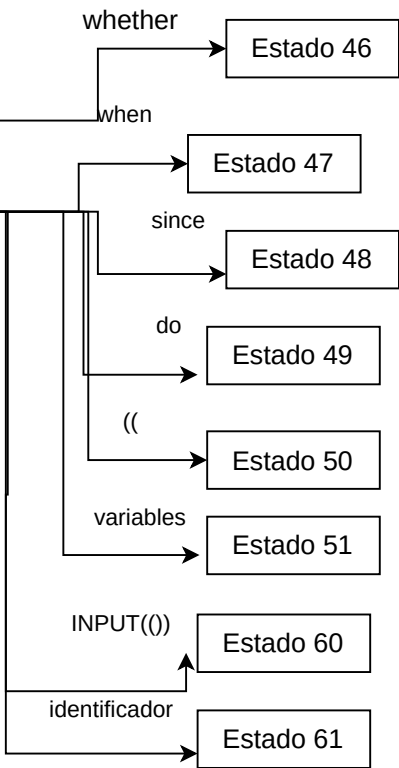 whether
Estado 46
when
Estado 47
since
Estado 48
do
Estado 49
((
Estado 50
variables
Estado 51
INPUT(())
Estado 60
identificador
Estado 61